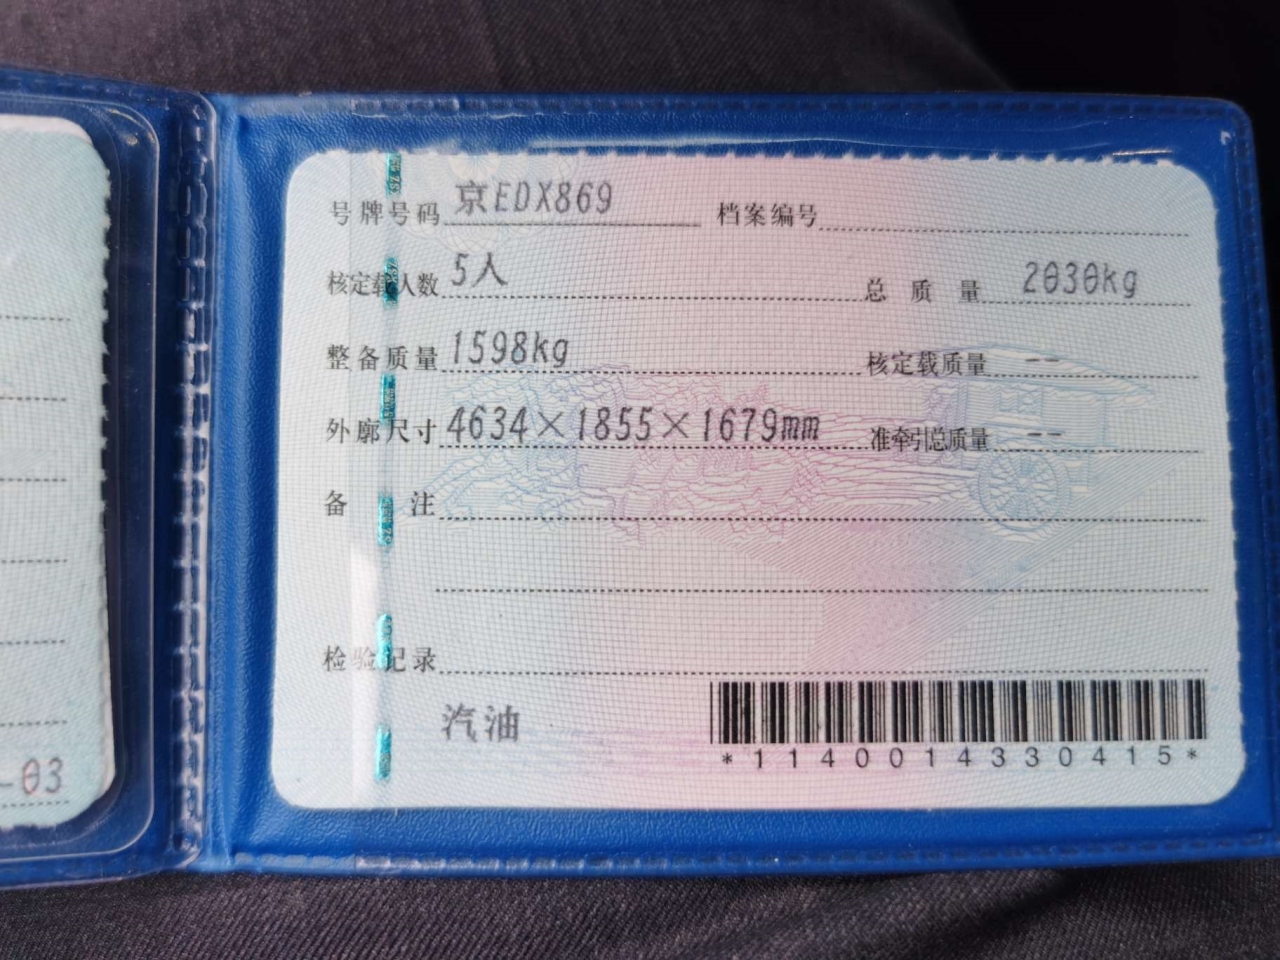 号牌号码 京EDX869 档案编号
核定载人数 5人 总质量 2030kg
整备质量 1598kg 核定载质量 --
外廓尺寸 4634×1855×1679mm 准牵引总质量 --
备注
检验记录
汽油
*1140014330415*
-03